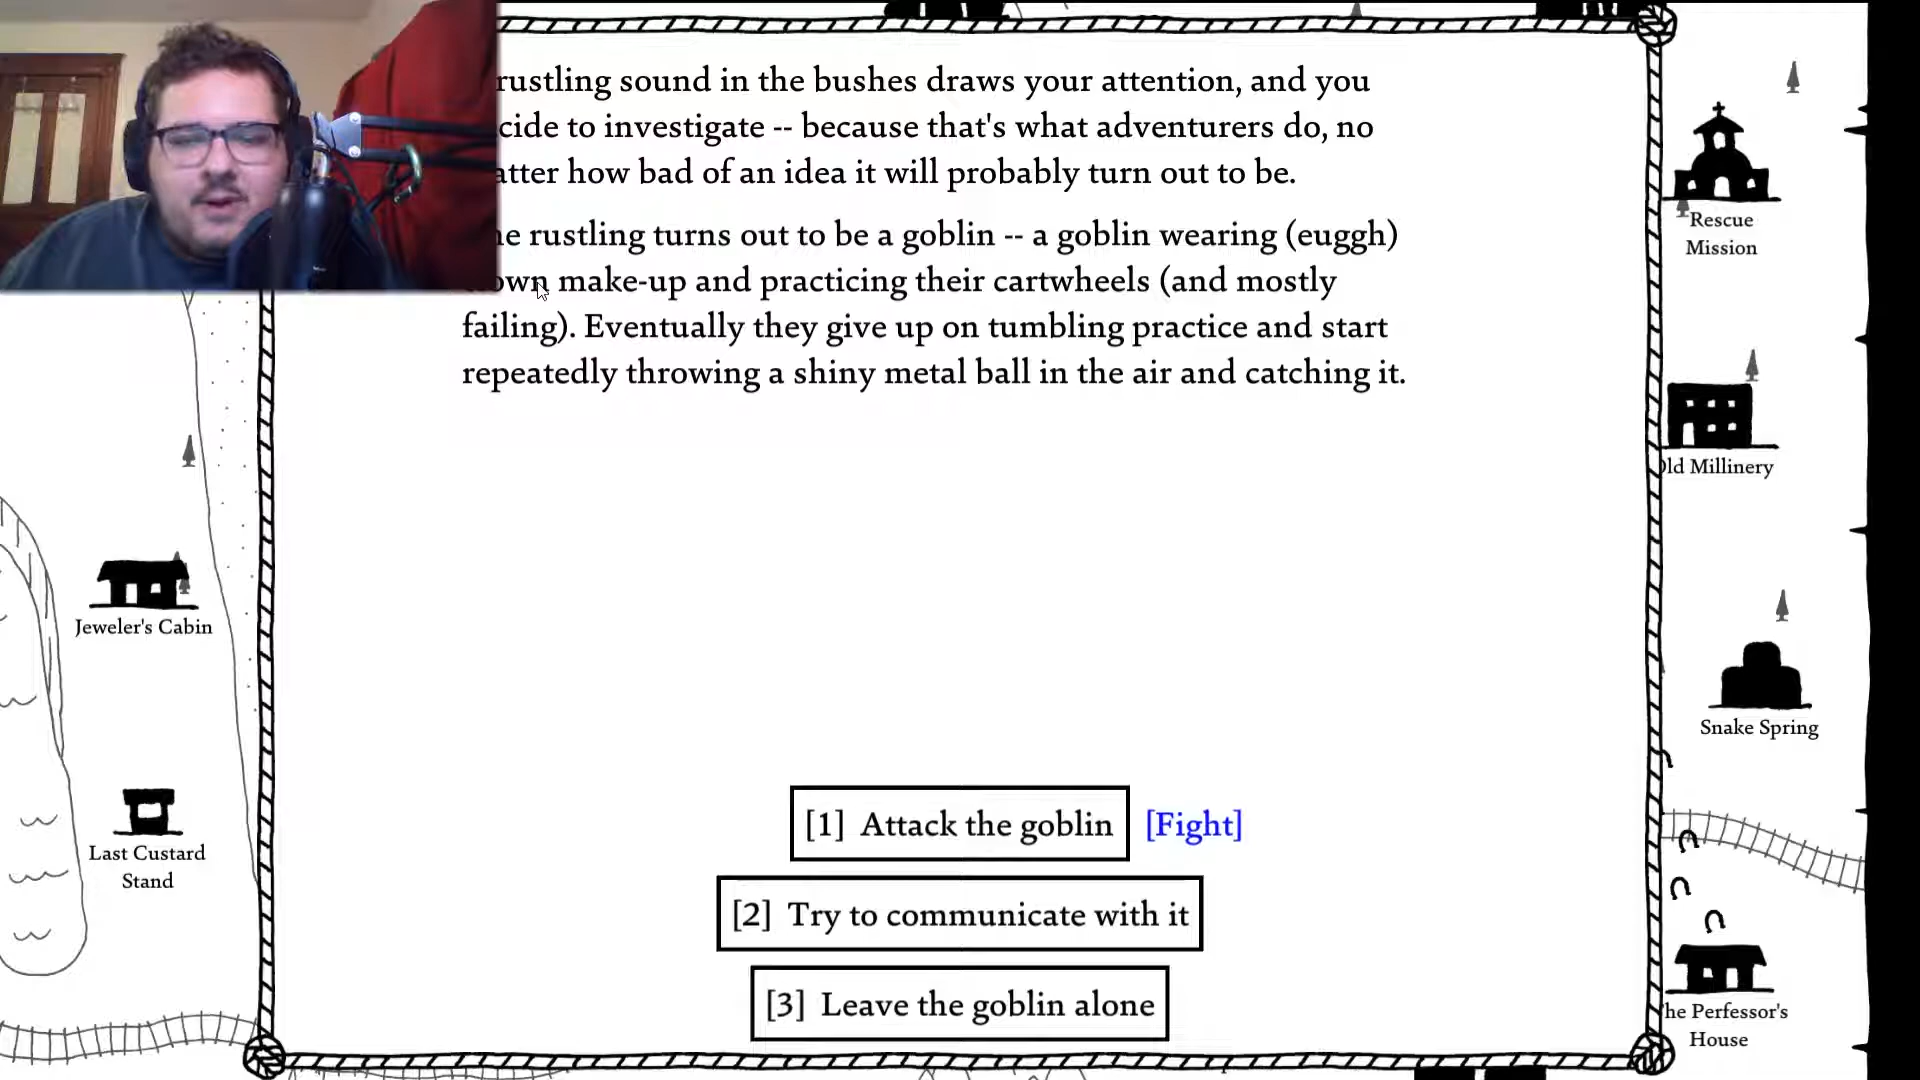 rustling sound in the bushes draws your attention, and you
cide to investigate -- because that's what adventurers do, no
atter how bad of an idea it will probably turn out to be.
e rustling turns out to be a goblin -- a goblin wearing (euggh)
own make-up and practicing their cartwheels (and mostly
failing). Eventually they give up on tumbling practice and start
repeatedly throwing a shiny metal ball in the air and catching it.
[1] Attack the goblin [Fight]
[2] Try to communicate with it
[3] Leave the goblin alone
Jeweler's Cabin
Last Custard
Stand
Rescue
Mission
ld Millinery
Snake Spring
he Perfessor's
House